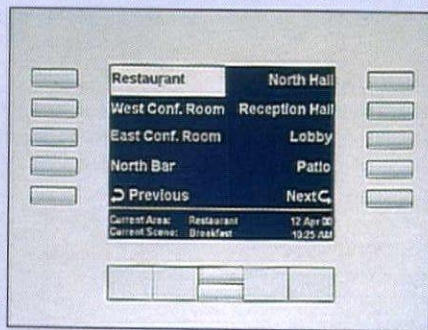 Restaurant North Hall
West Conf. Room Reception Hall
East Conf. Room Lobby
North Bar Patio
Previous Next
Current Area: Restaurant 12 Apr 00
Current Scene: Breakfast 10:25 AM